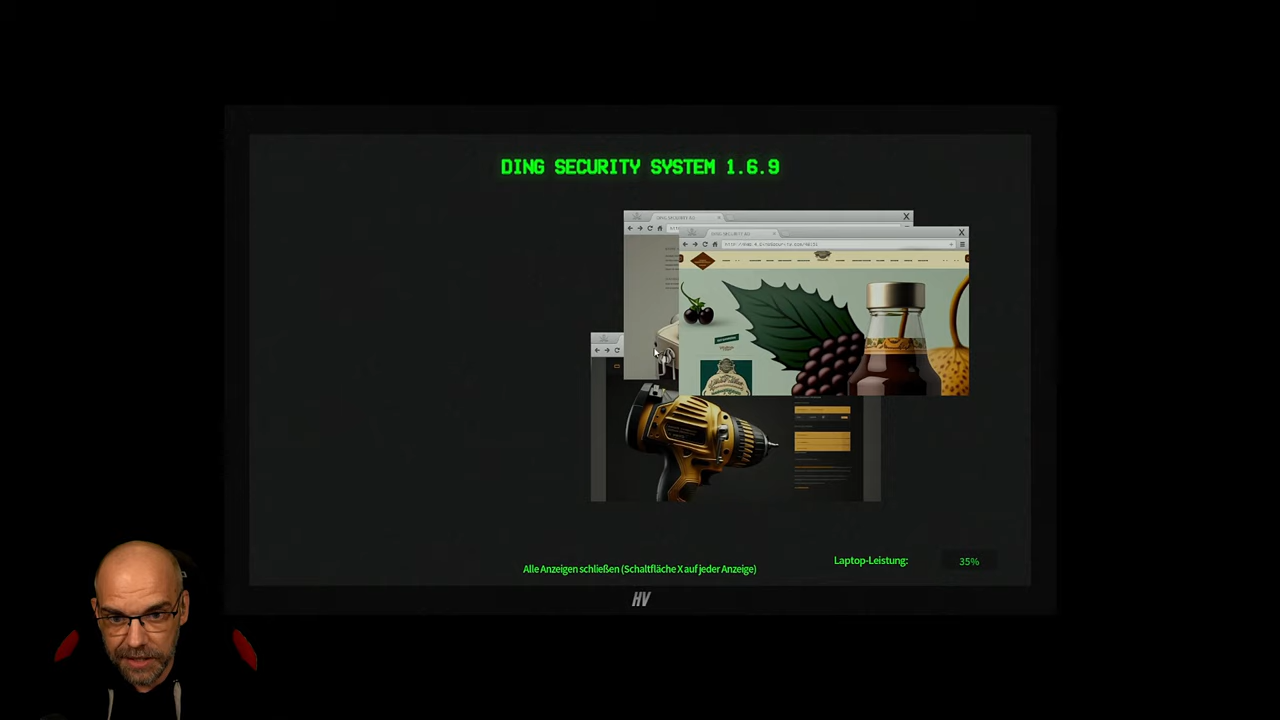 DING SECURITY SYSTEM 1.6.9
X
X
Alle Anzeigen schließen (Schaltfläche X auf jeder Anzeige)
Laptop-Leistung:
35%
HV